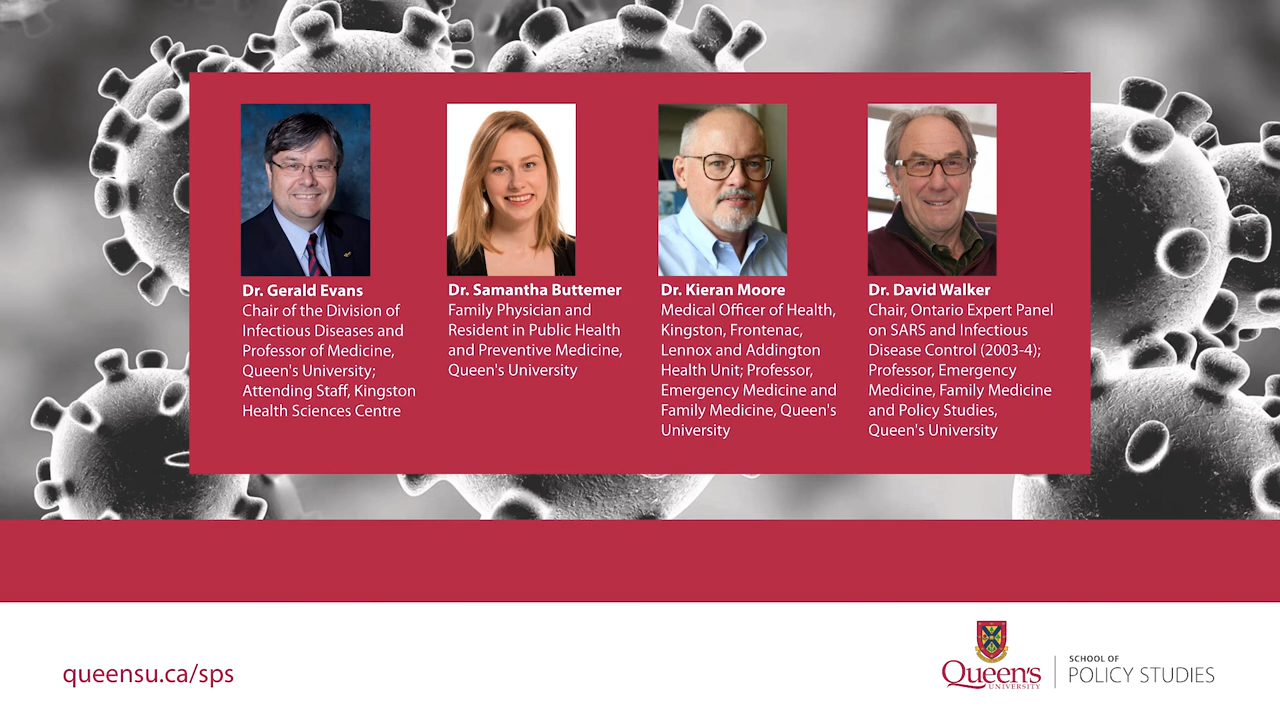 Dr. Gerald Evans
Chair of the Division of
Infectious Diseases and
Professor of Medicine,
Queen's University;
Attending Staff, Kingston
Health Sciences Centre
Dr. Samantha Buttemer
Family Physician and
Resident in Public Health
and Preventive Medicine,
Queen's University
Dr. Kieran Moore
Medical Officer of Health,
Kingston, Frontenac,
Lennox and Addington
Health Unit; Professor,
Emergency Medicine and
Family Medicine, Queen's
University
Dr. David Walker
Chair, Ontario Expert Panel
on SARS and Infectious
Disease Control (2003-4);
Professor, Emergency
Medicine, Family Medicine
and Policy Studies,
Queen's University
queensu.ca/sps
Queen's
UNIVERSITY
SCHOOL OF
POLICY STUDIES